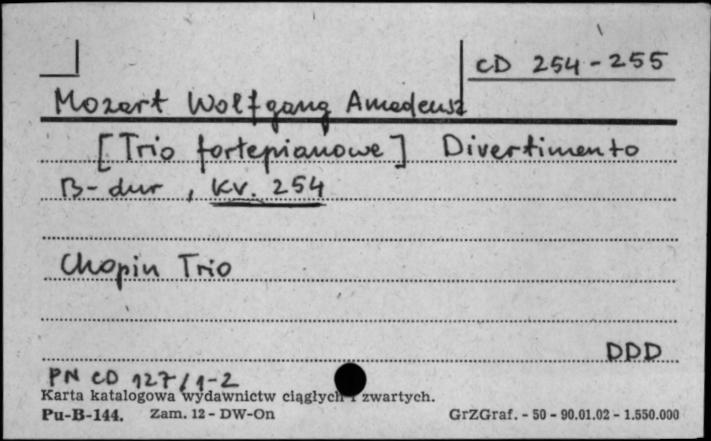 CD 254-255
Mozart Wolfgang Amadeusz
[Trio fortepianowe] Divertimento
B-dur, KV. 254
Chopin Trio
DDD
PN CD 127/1-2
Karta katalogowa wydawnictw ciągłych i zwartych.
Pu-B-144. Zam. 12 - DW-On GrZGraf. - 50 - 90.01.02 - 1.550.000